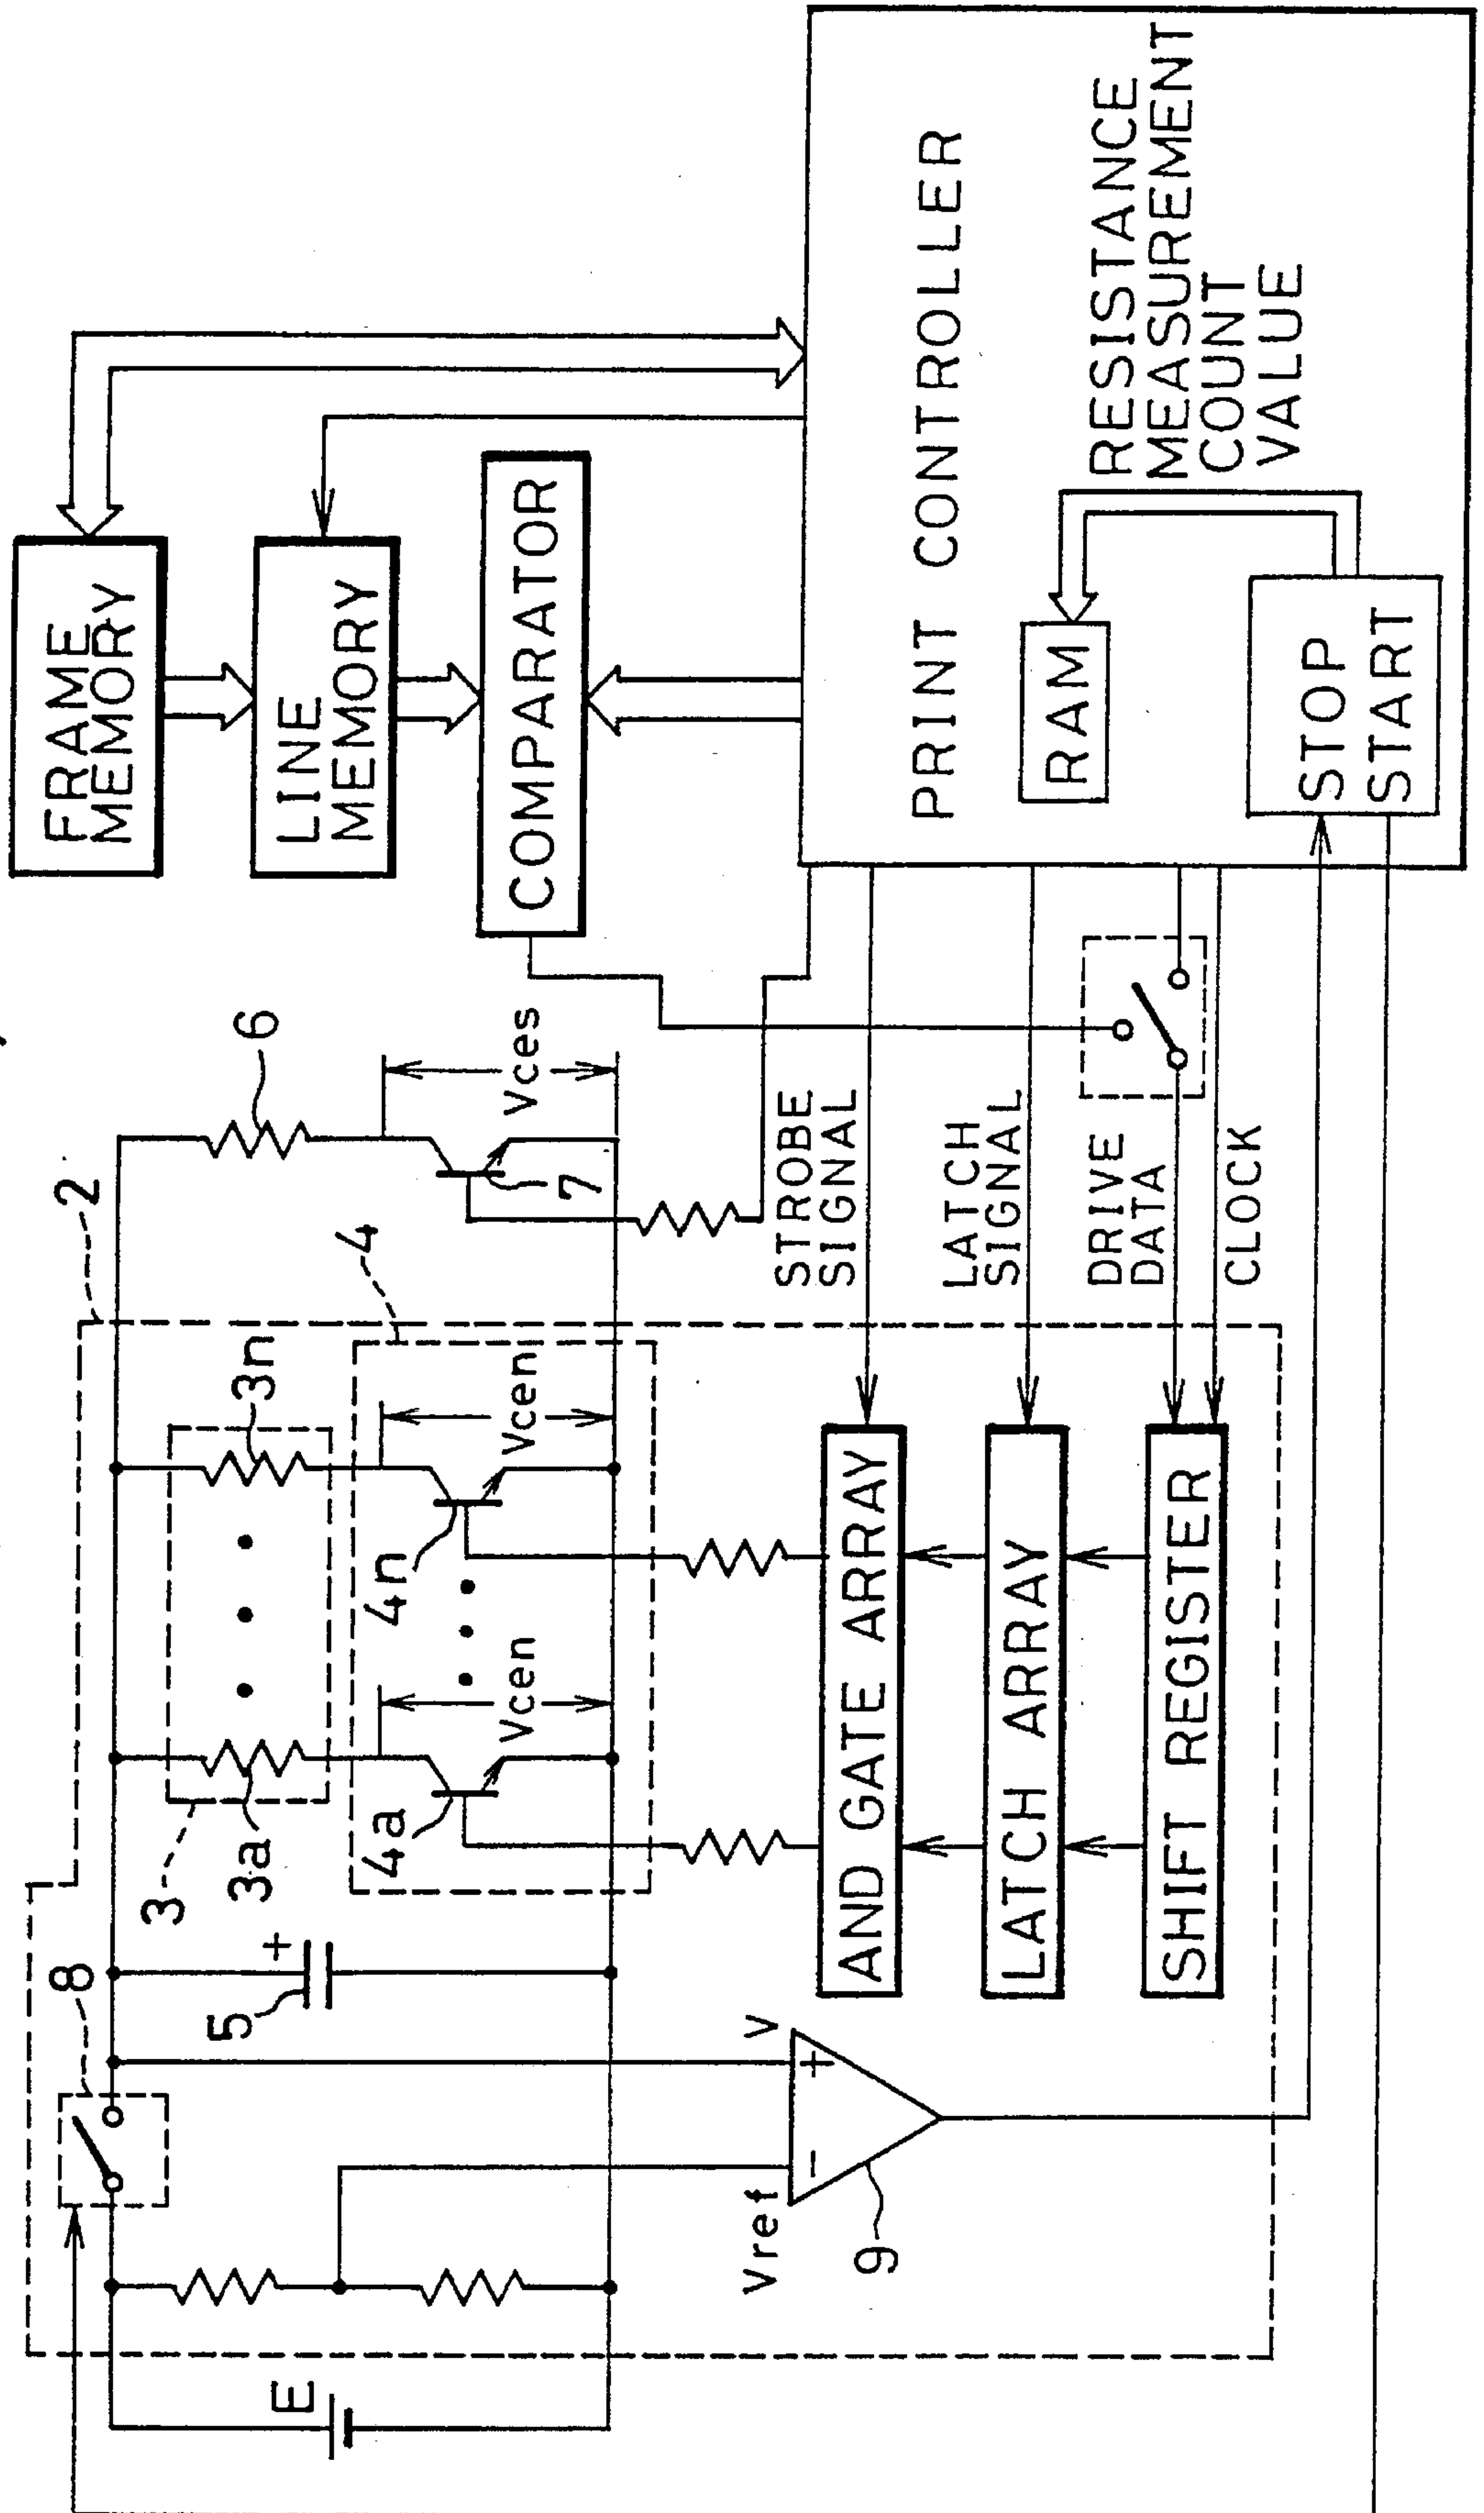 E
8
2
5
+
3
3a
3n
4
4a
4n
Vcen
Vcen
6
7
Vces
Vref
V
-
+
9
FRAME
MEMORY
LINE
MEMORY
COMPARATOR
STROBE
SIGNAL
LATCH
SIGNAL
DRIVE
DATA
CLOCK
AND GATE ARRAY
LATCH ARRAY
SHIFT REGISTER
PRINT CONTROLLER
RAM
RESISTANCE
MEASUREMENT
COUNT
VALUE
STOP
START